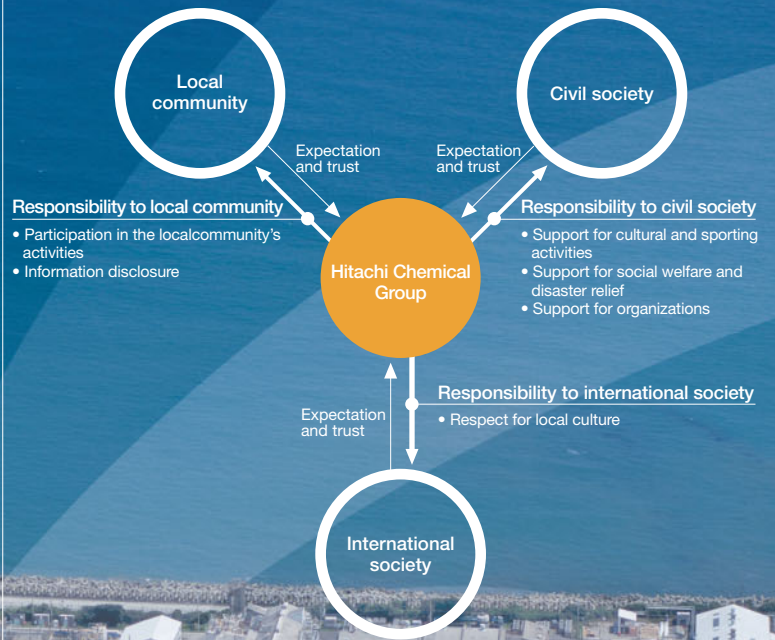 Local
community
Civil society
Expectation
and trust
Expectation
and trust
Responsibility to local community
• Participation in the localcommunity's
activities
• Information disclosure
Responsibility to civil society
• Support for cultural and sporting
activities
• Support for social welfare and
disaster relief
• Support for organizations
Hitachi Chemical
Group
Responsibility to international society
• Respect for local culture
Expectation
and trust
International
society